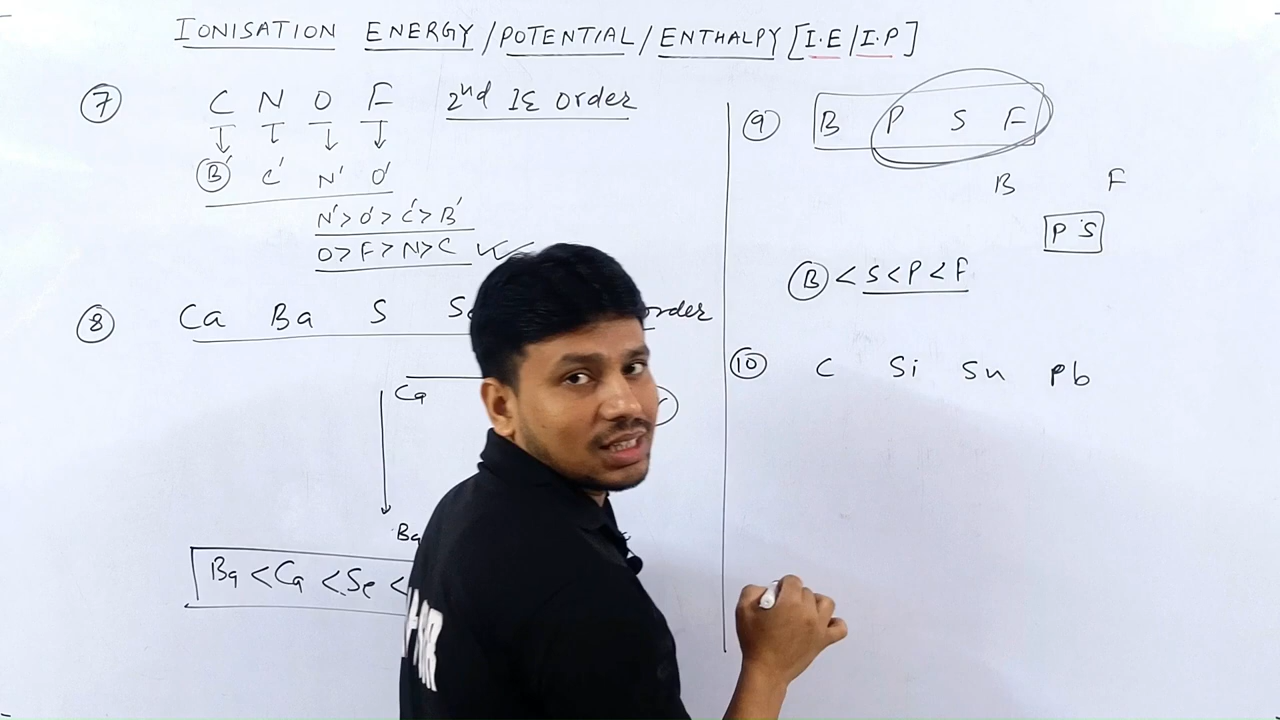 IONISATION ENERGY/POTENTIAL/ENTHALPY [I.E/I.P]
⑦ C N O F 2nd IE order
B' C' N' O'
N'>O'>C'>B'
O>F>N>C
⑧ Ca Ba S order
Ca
Ba
Ba<Ca<Se<
⑨ B P S F
B F
P S
B<S<P<F
⑩ C Si Sn Pb